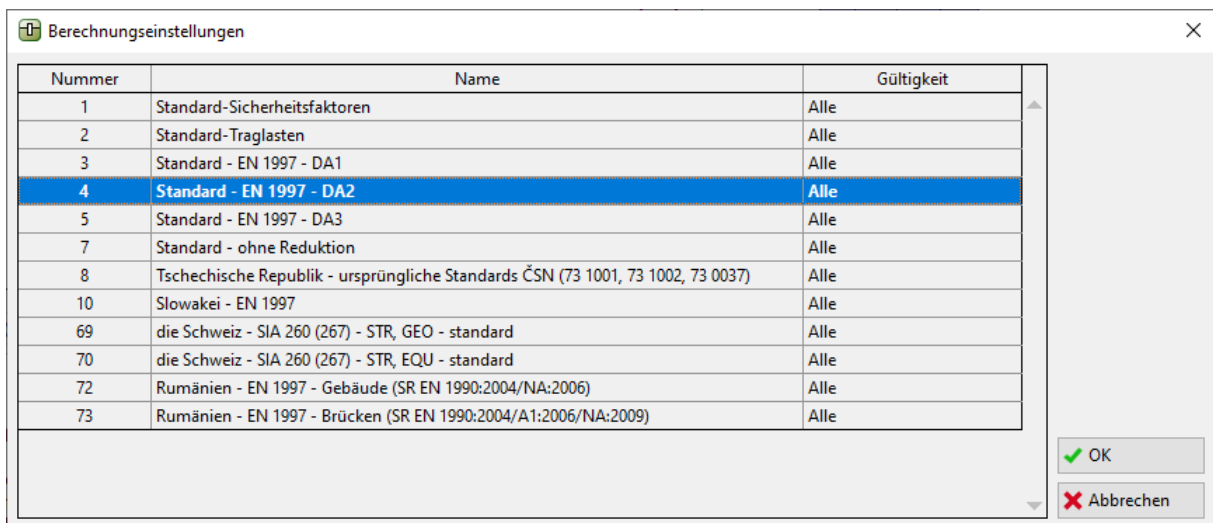 Berechnungseinstellungen
Nummer Name Gültigkeit
1 Standard-Sicherheitsfaktoren Alle
2 Standard-Traglasten Alle
3 Standard - EN 1997 - DA1 Alle
4 Standard - EN 1997 - DA2 Alle
5 Standard - EN 1997 - DA3 Alle
7 Standard - ohne Reduktion Alle
8 Tschechische Republik - ursprüngliche Standards ČSN (73 1001, 73 1002, 73 0037) Alle
10 Slowakei - EN 1997 Alle
69 die Schweiz - SIA 260 (267) - STR, GEO - standard Alle
70 die Schweiz - SIA 260 (267) - STR, EQU - standard Alle
72 Rumänien - EN 1997 - Gebäude (SR EN 1990:2004/NA:2006) Alle
73 Rumänien - EN 1997 - Brücken (SR EN 1990:2004/A1:2006/NA:2009) Alle
OK
Abbrechen